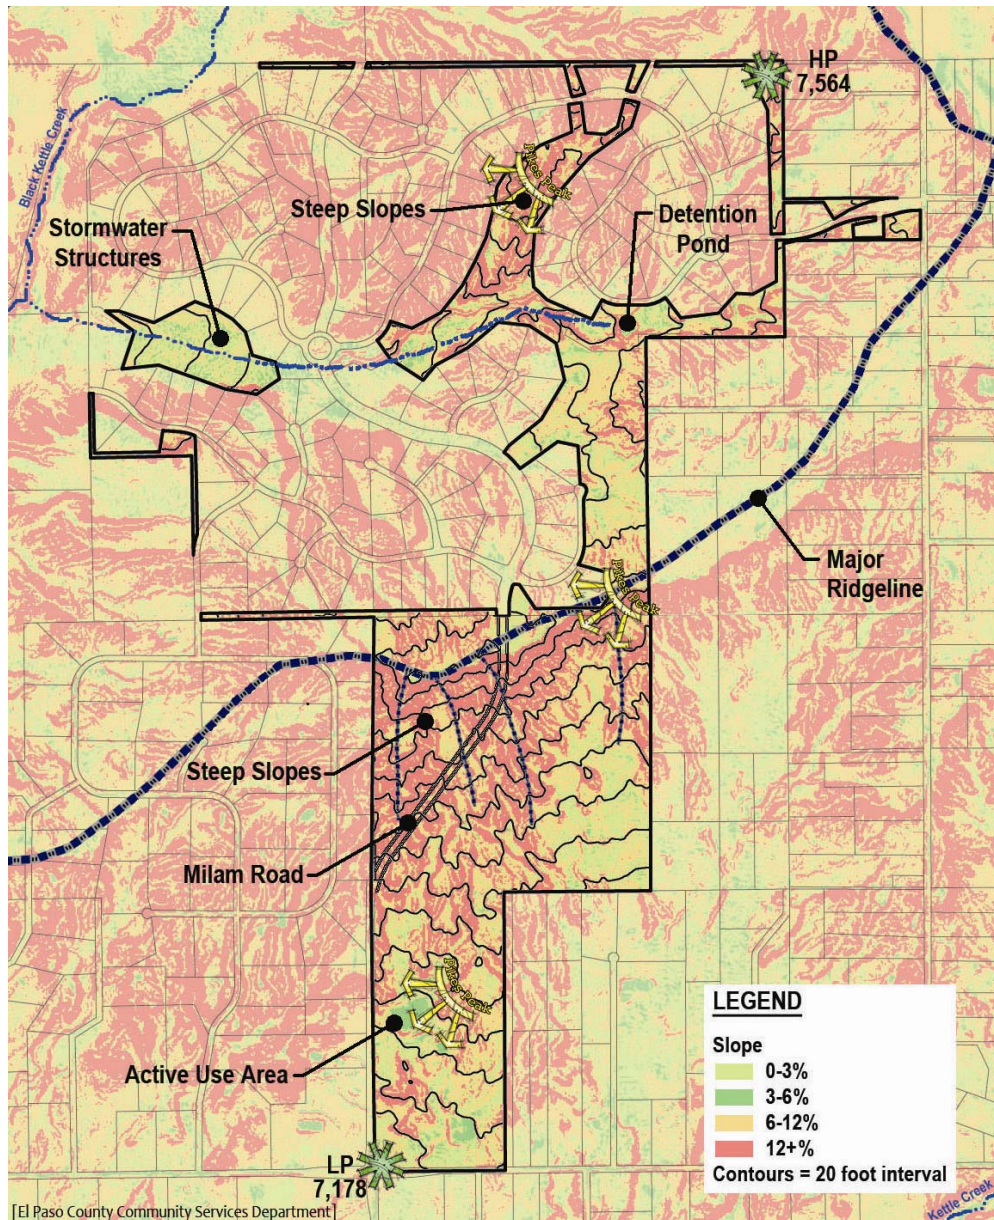 HP
7,564
Black Kettle Creek
Pikes Peak
Steep Slopes
Detention
Pond
Stormwater
Structures
Major
Ridgeline
Pikes Peak
Steep Slopes
Milam Road
Pikes Peak
Active Use Area
LP
7,178
LEGEND
Slope
0-3%
3-6%
6-12%
12+%
Contours = 20 foot interval
Kettle Creek
[El Paso County Community Services Department]